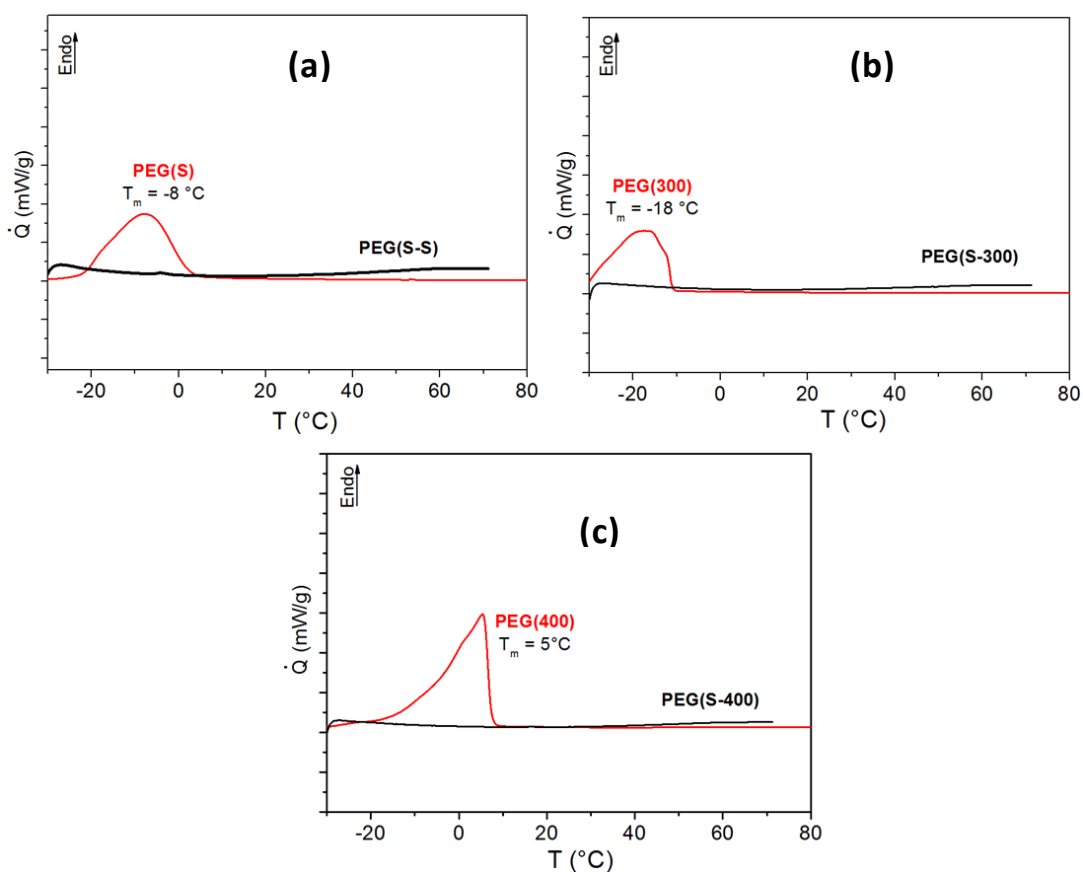 (a)
Endo
Q̇ (mW/g)
PEG(S)
Tm = -8 °C
PEG(S-S)
-20 0 20 40 60 80
T (°C)
(b)
Endo
Q̇ (mW/g)
PEG(300)
Tm = -18 °C
PEG(S-300)
-20 0 20 40 60 80
T (°C)
(c)
Endo
Q̇ (mW/g)
PEG(400)
Tm = 5°C
PEG(S-400)
-20 0 20 40 60 80
T (°C)